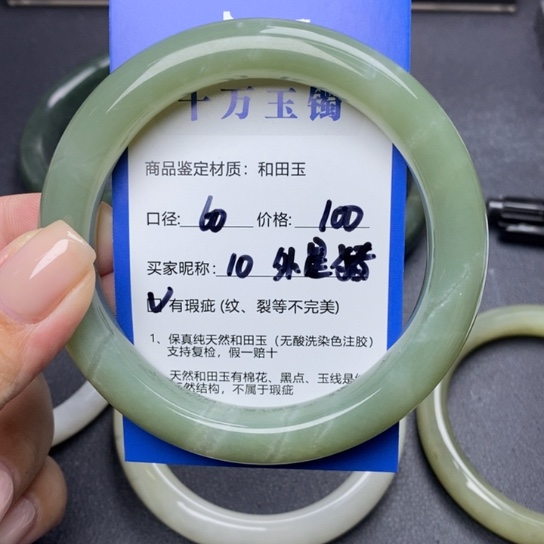 十万玉镯
商品鉴定材质：和田玉
口径: 60 价格: 100
买家昵称: 10 外星
有瑕疵 (纹、裂等不完美)
1、保真纯天然和田玉（无酸洗染色注胶）
支持复检，假一赔十
天然和田玉有棉花、黑点、玉线是
天然结构，不属于瑕疵